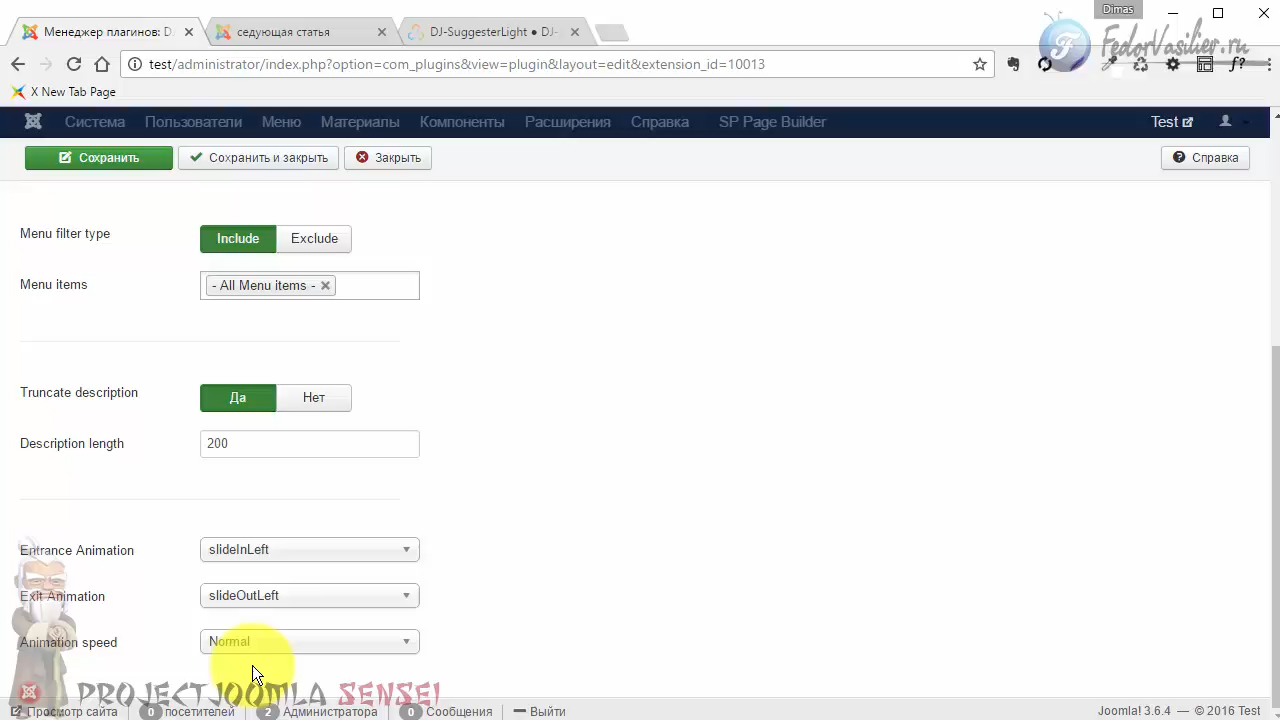 Dimas
Менеджер плагинов: D
седующая статья
DJ-SuggesterLight • DJ-
test/administrator/index.php?option=com_plugins&view=plugin&layout=edit&extension_id=10013
FedorVasilier.ru
f?
X New Tab Page
Система Пользователи Меню Материалы Компоненты Расширения Справка SP Page Builder Test
Сохранить Сохранить и закрыть Закрыть Справка
Menu filter type Include Exclude
Menu items - All Menu items -
Truncate description Да Нет
Description length 200
Entrance Animation slideInLeft
Exit Animation slideOutLeft
Animation speed Normal
PROJECTJOOMLA SENSEI
Просмотр сайта 0 посетителей 2 Администратора 0 Сообщения Выйти Joomla! 3.6.4 — © 2016 Test